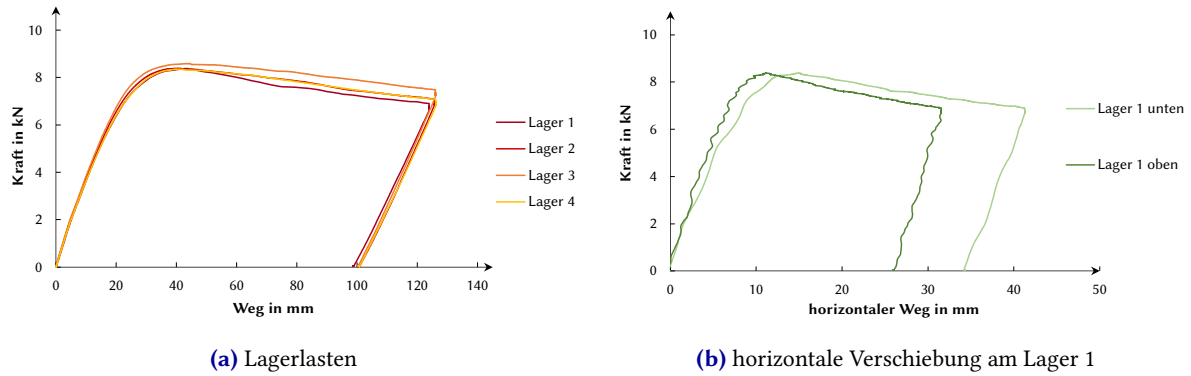 Kraft in kN
10
8
6
4
2
0
0 20 40 60 80 100 120 140
Weg in mm
Lager 1
Lager 2
Lager 3
Lager 4
(a) Lagerlasten
Kraft in kN
10
8
6
4
2
0
0 10 20 30 40 50
horizontaler Weg in mm
Lager 1 unten
Lager 1 oben
(b) horizontale Verschiebung am Lager 1